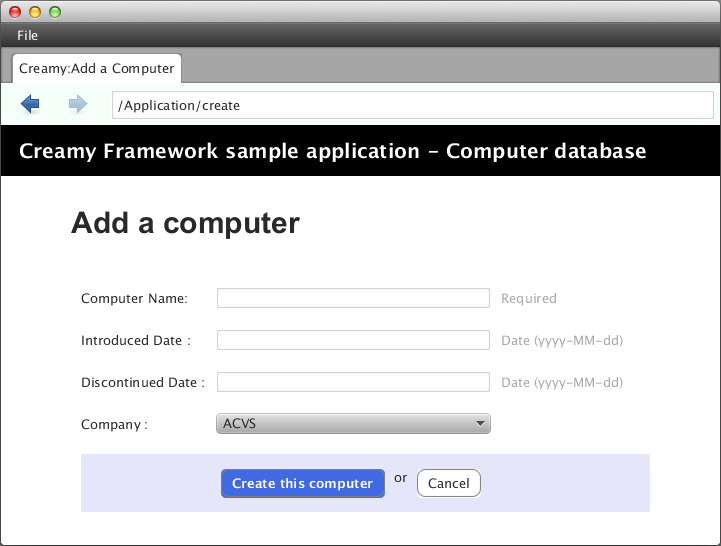 File
Creamy:Add a Computer
/Application/create
Creamy Framework sample application - Computer database
Add a computer
Computer Name: Required
Introduced Date : Date (yyyy-MM-dd)
Discontinued Date : Date (yyyy-MM-dd)
Company : ACVS
Create this computer or Cancel